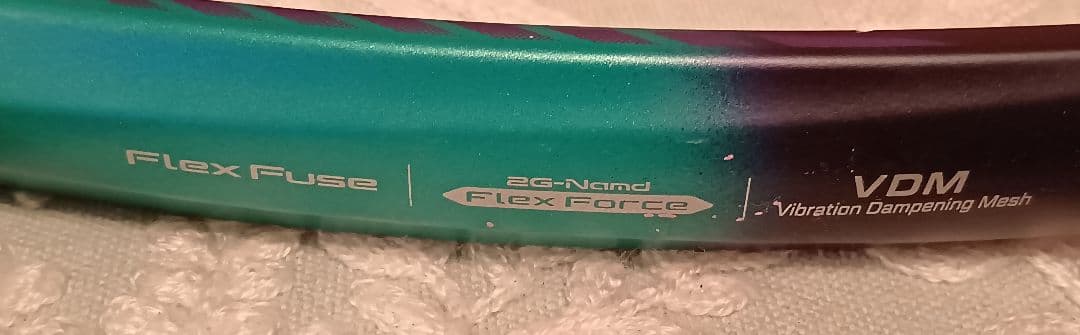 Flex Fuse
2G-Namd
Flex Force
VDM
Vibration Dampening Mesh